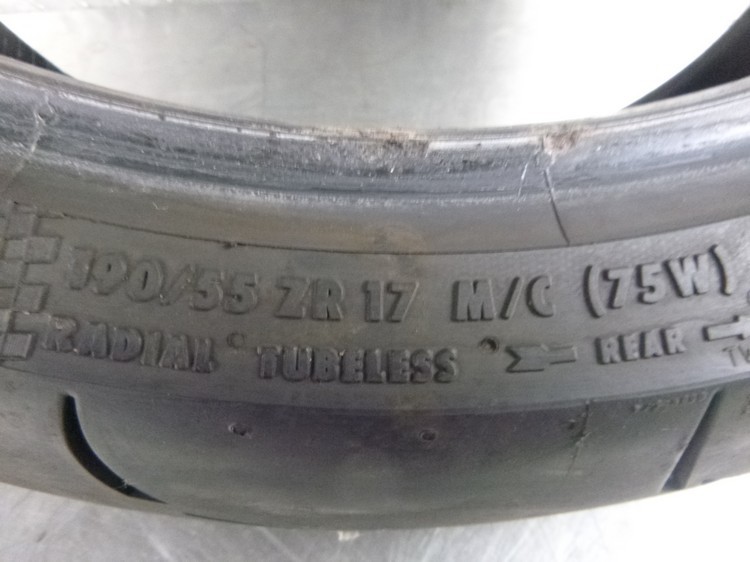 190/55 ZR 17 M/C (75W)
RADIAL TUBELESS REAR